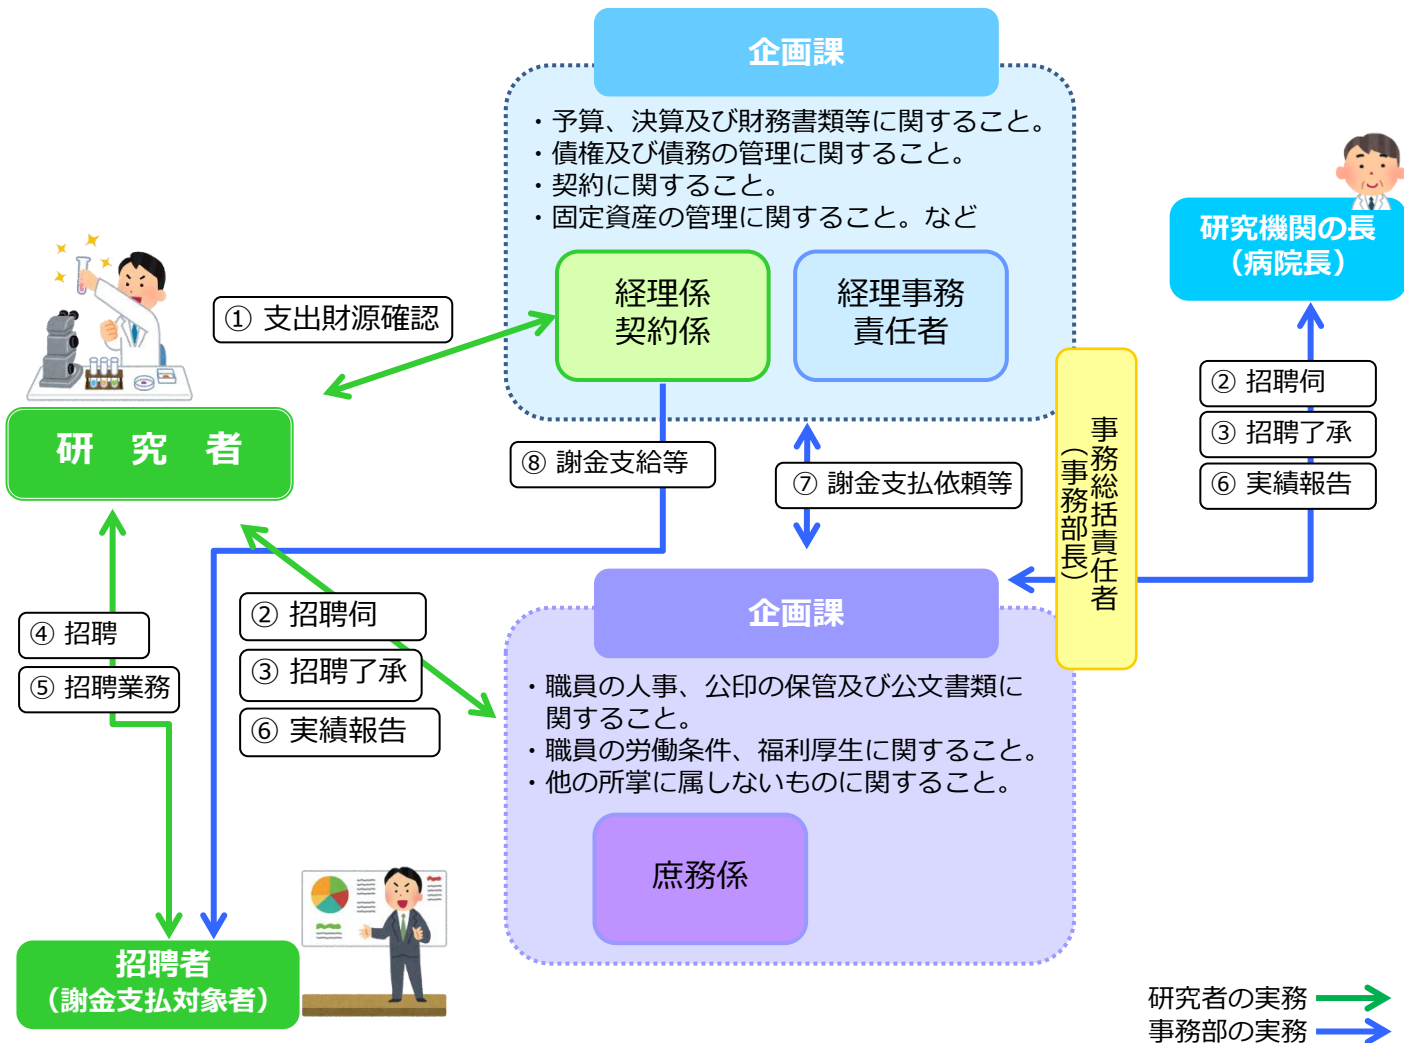 企画課
・予算、決算及び財務書類等に関すること。
・債権及び債務の管理に関すること。
・契約に関すること。
・固定資産の管理に関すること。など
経理係
契約係
経理事務
責任者
研究機関の長
（病院長）
① 支出財源確認
研　究　者
② 招聘伺
③ 招聘了承
⑥ 実績報告
事務総括責任者
（事務部長）
⑧ 謝金支給等
⑦ 謝金支払依頼等
④ 招聘
⑤ 招聘業務
② 招聘伺
③ 招聘了承
⑥ 実績報告
企画課
・職員の人事、公印の保管及び公文書類に
関すること。
・職員の労働条件、福利厚生に関すること。
・他の所掌に属しないものに関すること。
庶務係
招聘者
（謝金支払対象者）
研究者の実務
事務部の実務